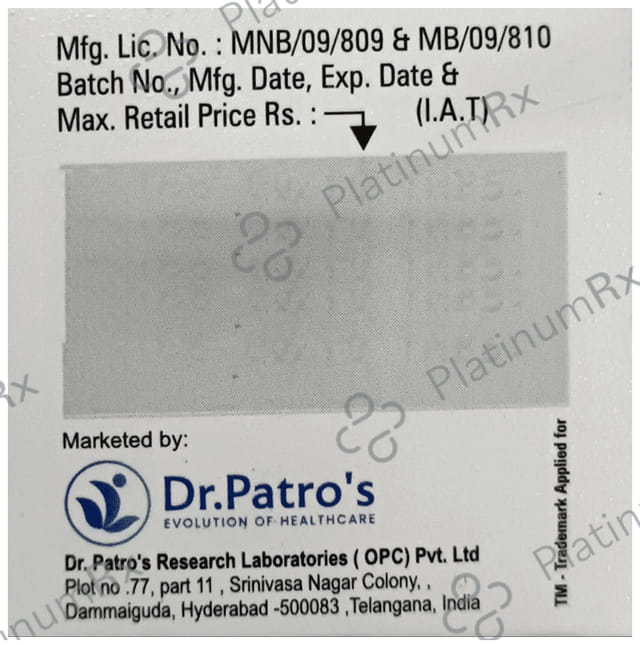 Mfg. Lic. No. : MNB/09/809 & MB/09/810
Batch No., Mfg. Date, Exp. Date &
Max. Retail Price Rs. : (I.A.T)
PlatinumRx
PlatinumRx
Marketed by:
Dr.Patro's
EVOLUTION OF HEALTHCARE
Dr. Patro's Research Laboratories ( OPC) Pvt. Ltd
Plot no .77, part 11 , Srinivasa Nagar Colony, ,
Dammaiguda, Hyderabad -500083 ,Telangana, India
TM - Trademark Applied for